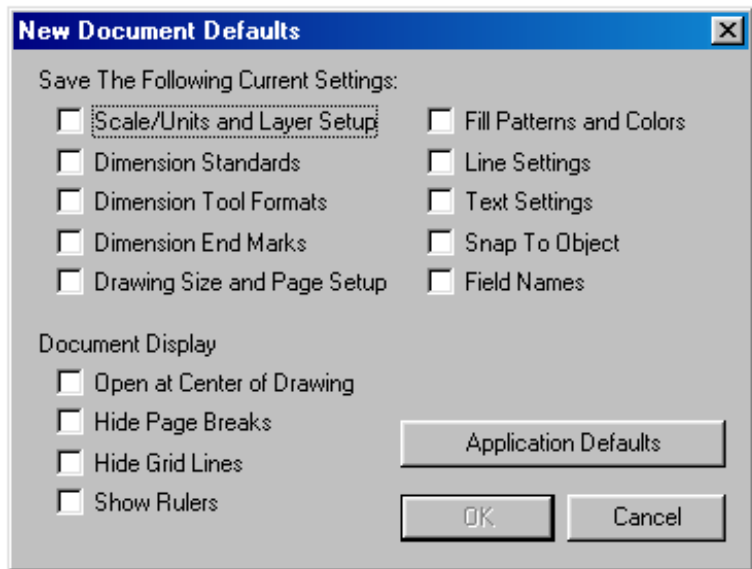 New Document Defaults
Save The Following Current Settings:
Scale/Units and Layer Setup
Dimension Standards
Dimension Tool Formats
Dimension End Marks
Drawing Size and Page Setup
Fill Patterns and Colors
Line Settings
Text Settings
Snap To Object
Field Names
Document Display
Open at Center of Drawing
Hide Page Breaks
Hide Grid Lines
Show Rulers
Application Defaults
OK
Cancel